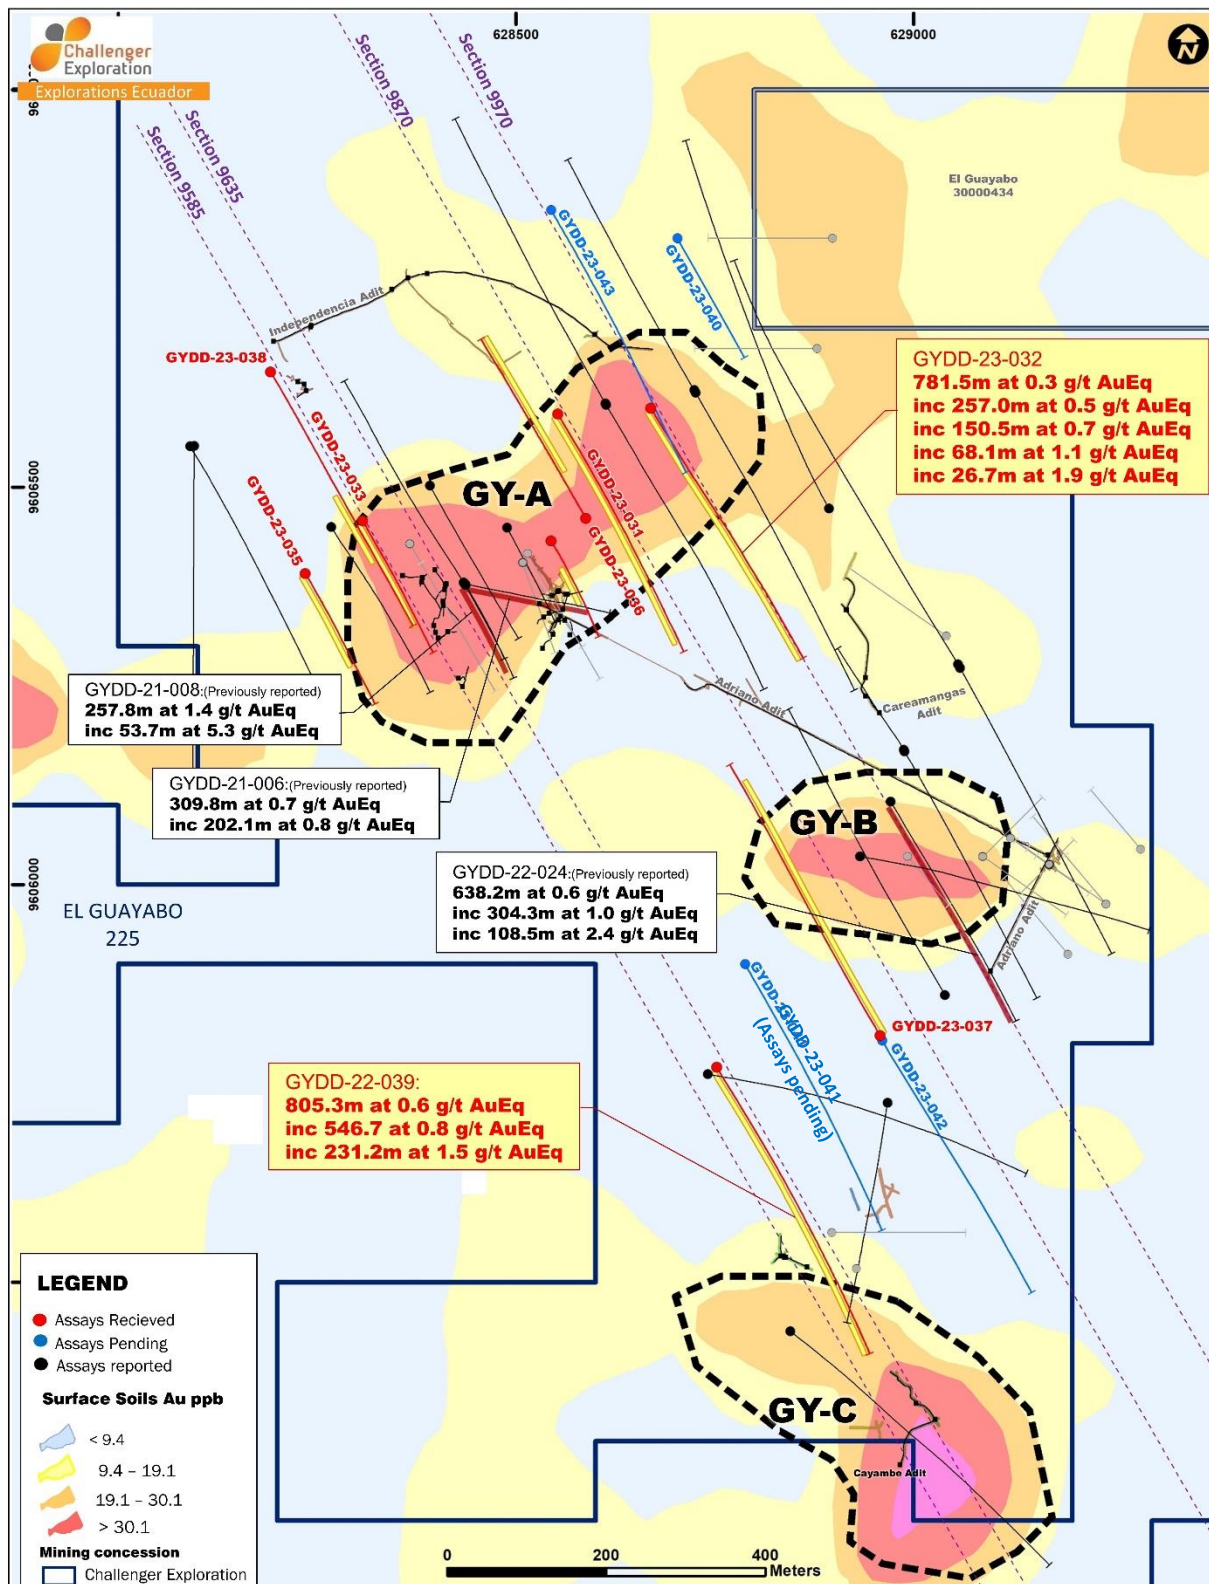 628500
629000
N
Challenger
Exploration
Explorations Ecuador
Section 9970
Section 9870
Section 9635
Section 9585
El Guayabo
30000434
GYDD-23-043
GYDD-23-040
Independencia Adit
GYDD-23-038
GYDD-23-032
781.5m at 0.3 g/t AuEq
inc 257.0m at 0.5 g/t AuEq
inc 150.5m at 0.7 g/t AuEq
inc 68.1m at 1.1 g/t AuEq
inc 26.7m at 1.9 g/t AuEq
9606500
GYDD-23-033
GY-A
GYDD-23-031
GYDD-23-035
GYDD-23-036
GYDD-21-008:(Previously reported)
257.8m at 1.4 g/t AuEq
inc 53.7m at 5.3 g/t AuEq
Adriano Adit
Careamangas
Adit
GYDD-21-006:(Previously reported)
309.8m at 0.7 g/t AuEq
inc 202.1m at 0.8 g/t AuEq
GY-B
9606000
GYDD-22-024:(Previously reported)
638.2m at 0.6 g/t AuEq
inc 304.3m at 1.0 g/t AuEq
inc 108.5m at 2.4 g/t AuEq
EL GUAYABO
225
Adriano Adit
GYDD-23-037
GYDD-23-041
(Assays pending)
GYDD-23-042
GYDD-22-039:
805.3m at 0.6 g/t AuEq
inc 546.7 at 0.8 g/t AuEq
inc 231.2m at 1.5 g/t AuEq
GY-C
Cayambe Adit
LEGEND
Assays Recieved
Assays Pending
Assays reported
Surface Soils Au ppb
< 9.4
9.4 – 19.1
19.1 – 30.1
> 30.1
Mining concession
Challenger Exploration
0 200 400
Meters